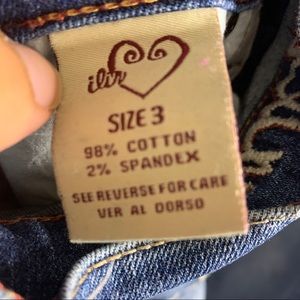 SIZE 3
98% COTTON
2% SPANDEX
SEE REVERSE FOR CARE
VER AL DORSO